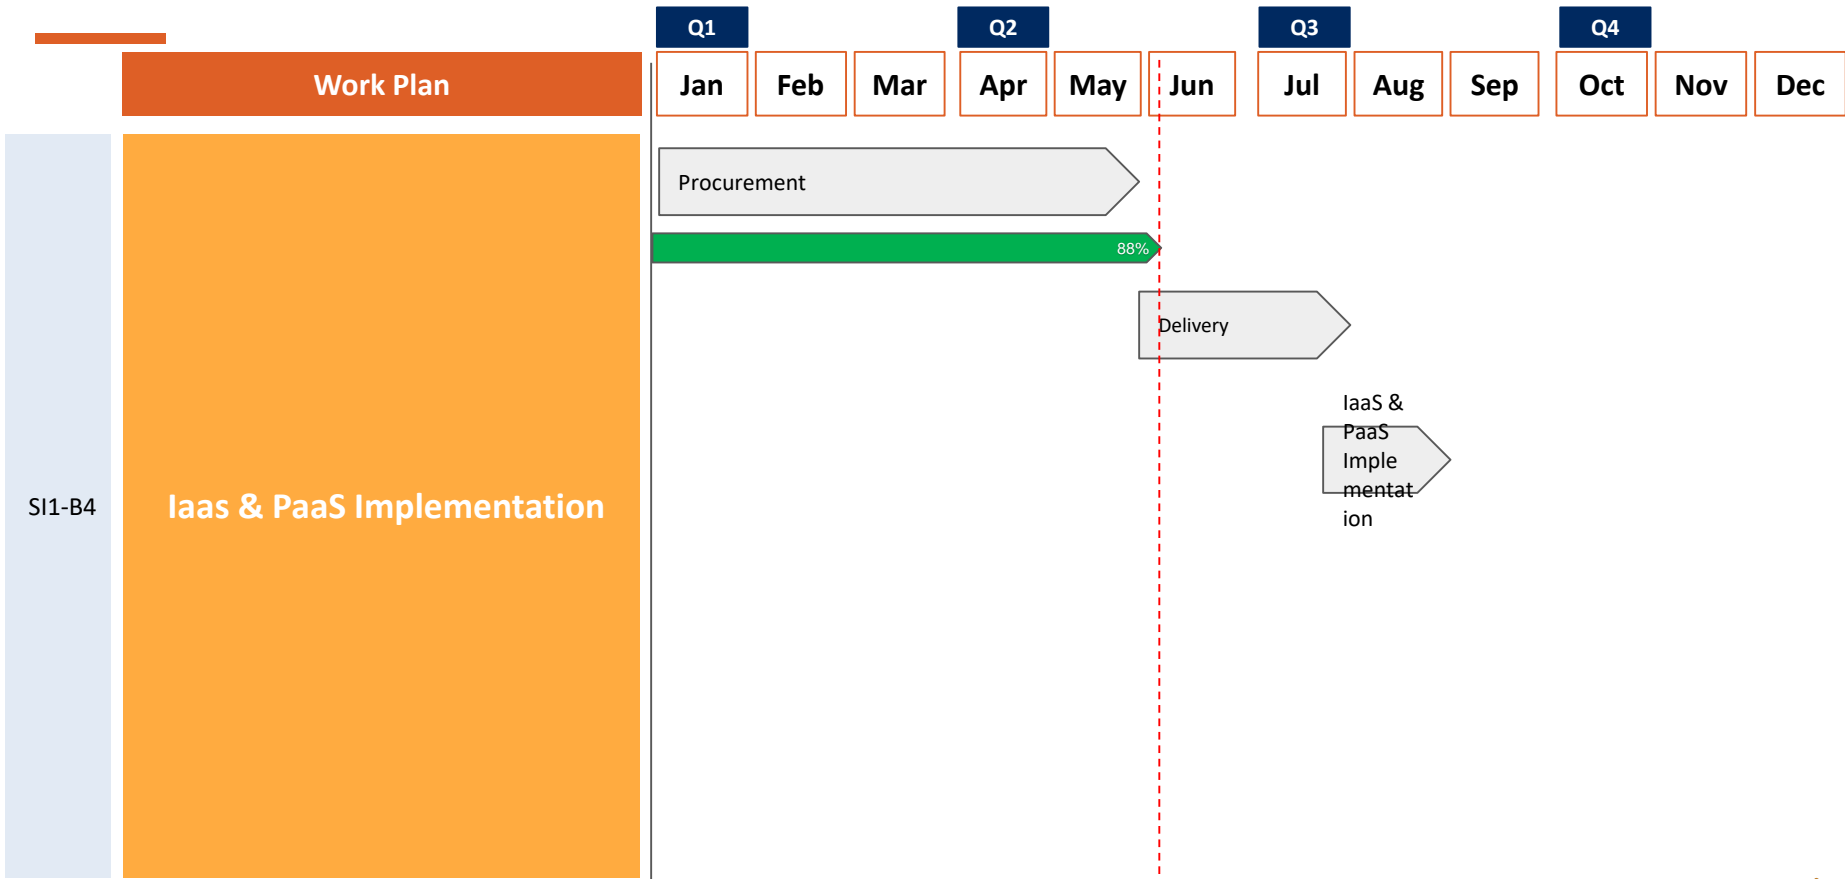 Q1 Q2 Q3 Q4
Work Plan Jan Feb Mar Apr May Jun Jul Aug Sep Oct Nov Dec
Procurement
88%
Delivery
IaaS &
PaaS
Imple
mentat
ion
SI1-B4 Iaas & PaaS Implementation